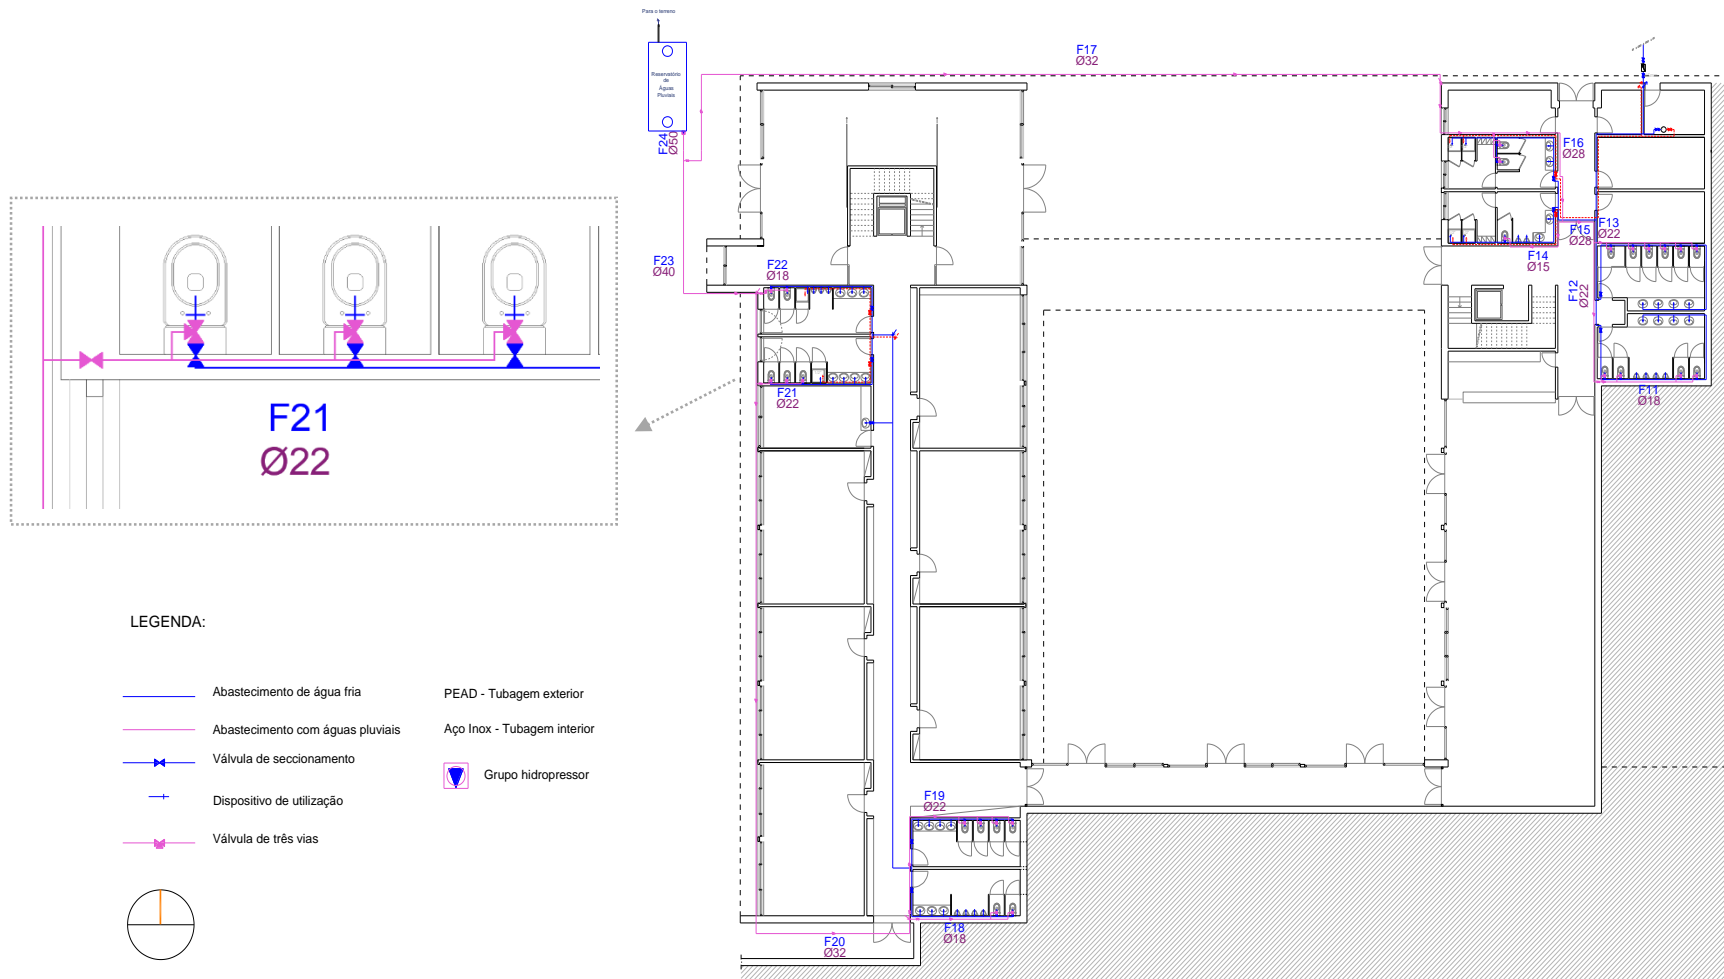 Para o terreno
Reservatório
de
Águas
Pluviais
F24
Ø50
F17
Ø32
F16
Ø28
F13
Ø22
F15
Ø28
F14
Ø15
F12
Ø22
F11
Ø18
F23
Ø40
F22
Ø18
F21
Ø22
F21
Ø22
F19
Ø22
F18
Ø18
F20
Ø32
LEGENDA:
Abastecimento de água fria
Abastecimento com águas pluviais
Válvula de seccionamento
Dispositivo de utilização
Válvula de três vias
PEAD - Tubagem exterior
Aço Inox - Tubagem interior
Grupo hidropressor